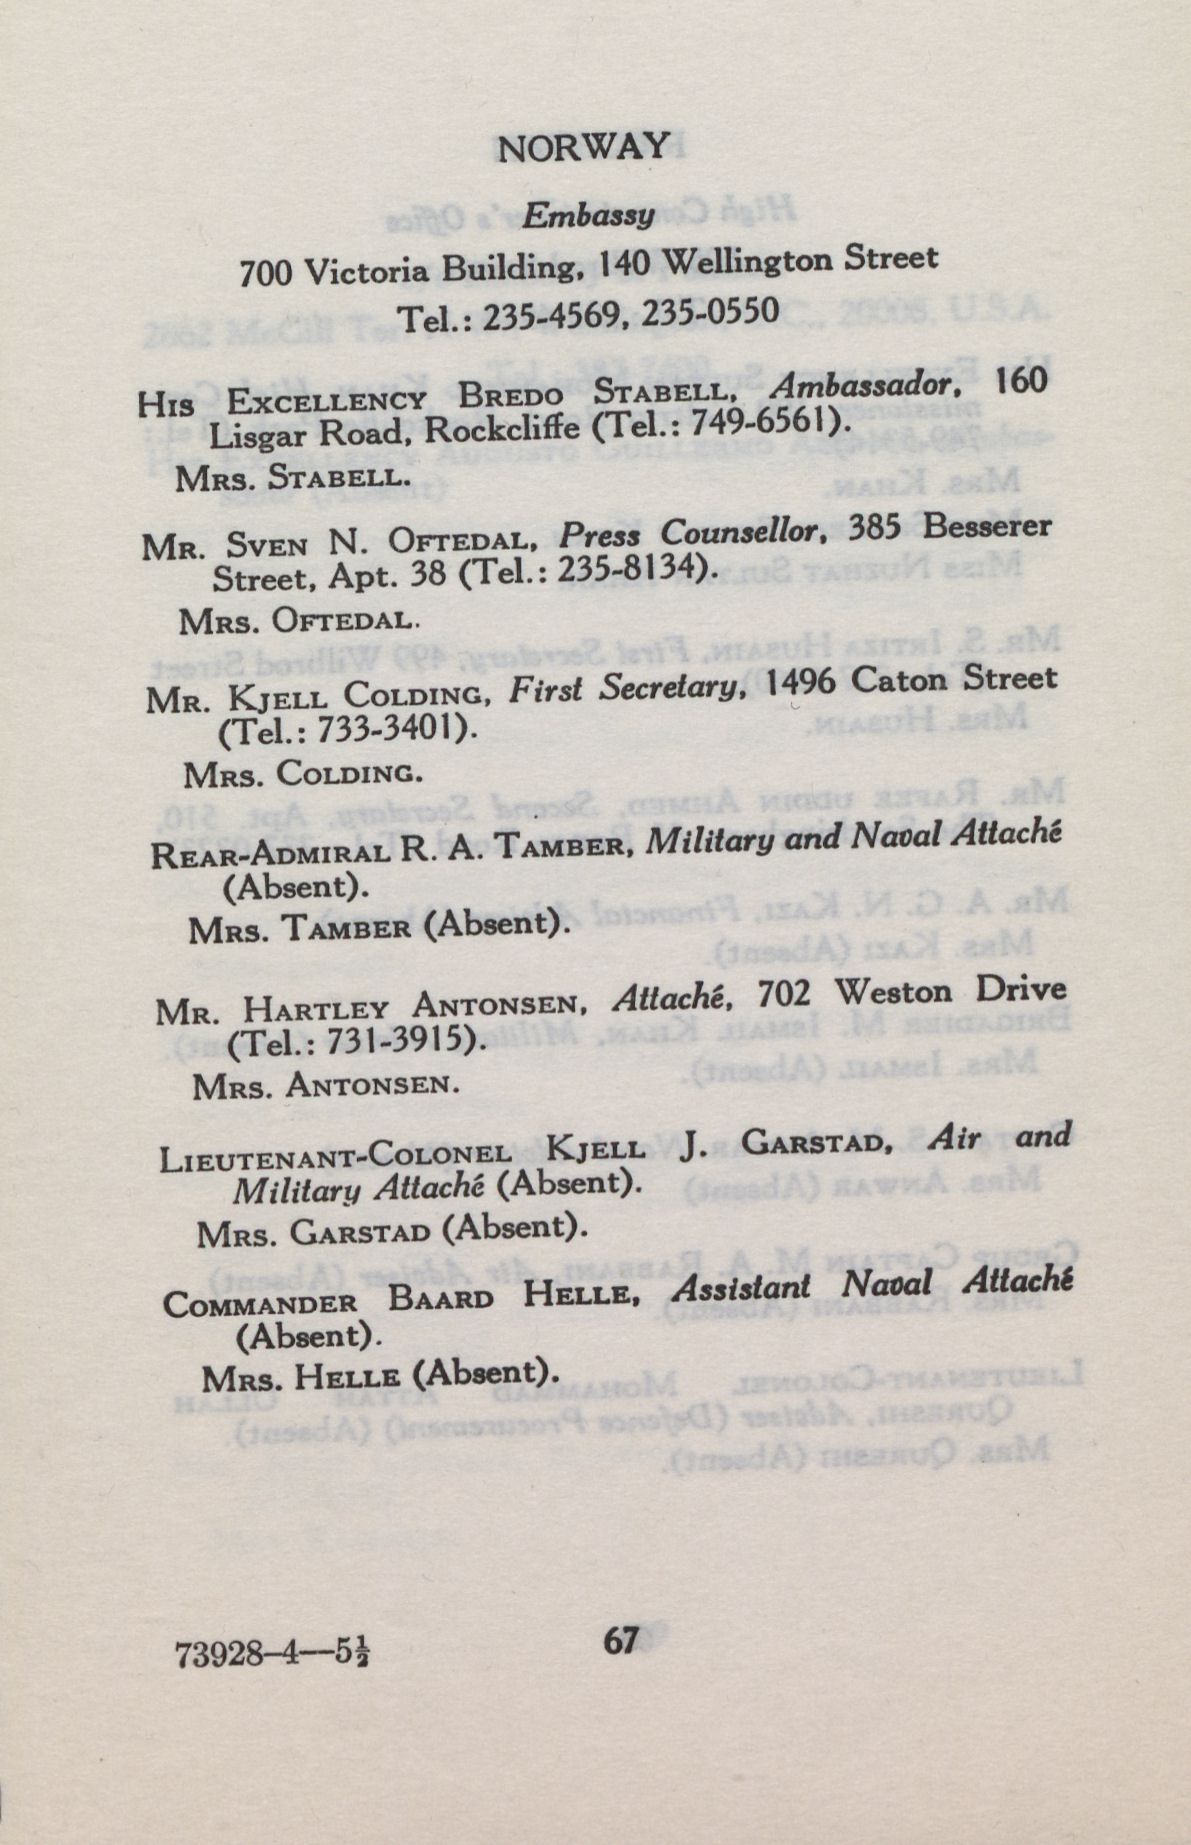 NORWAY
Embassy
700 Victoria Building, 140 Wellington Street
Tel.: 235-4569, 235-0550
His Excellency Bredo Stabell, Ambassador, 160
Lisgar Road, Rockcliffe (Tel.: 749-6561).
Mrs. Stabell.
Mr. Sven N. Oftedal, Press Counsellor, 385 Besserer
Street, Apt. 38 (Tel.: 235-8134).
Mrs. Oftedal.
Mr. Kjell Colding, First Secretary, 1496 Caton Street
(Tel.: 733-3401).
Mrs. Colding.
Rear-Admiral R. A. Tamber, Military and Naval Attaché
(Absent).
Mrs. Tamber (Absent).
Mr. Hartley Antonsen, Attaché, 702 Weston Drive
(Tel.: 731-3915).
Mrs. Antonsen.
Lieutenant-Colonel Kjell J. Garstad, Air and
Military Attaché (Absent).
Mrs. Garstad (Absent).
Commander Baard Helle, Assistant Naval Attaché
(Absent).
Mrs. Helle (Absent).
73928-4—5½
67